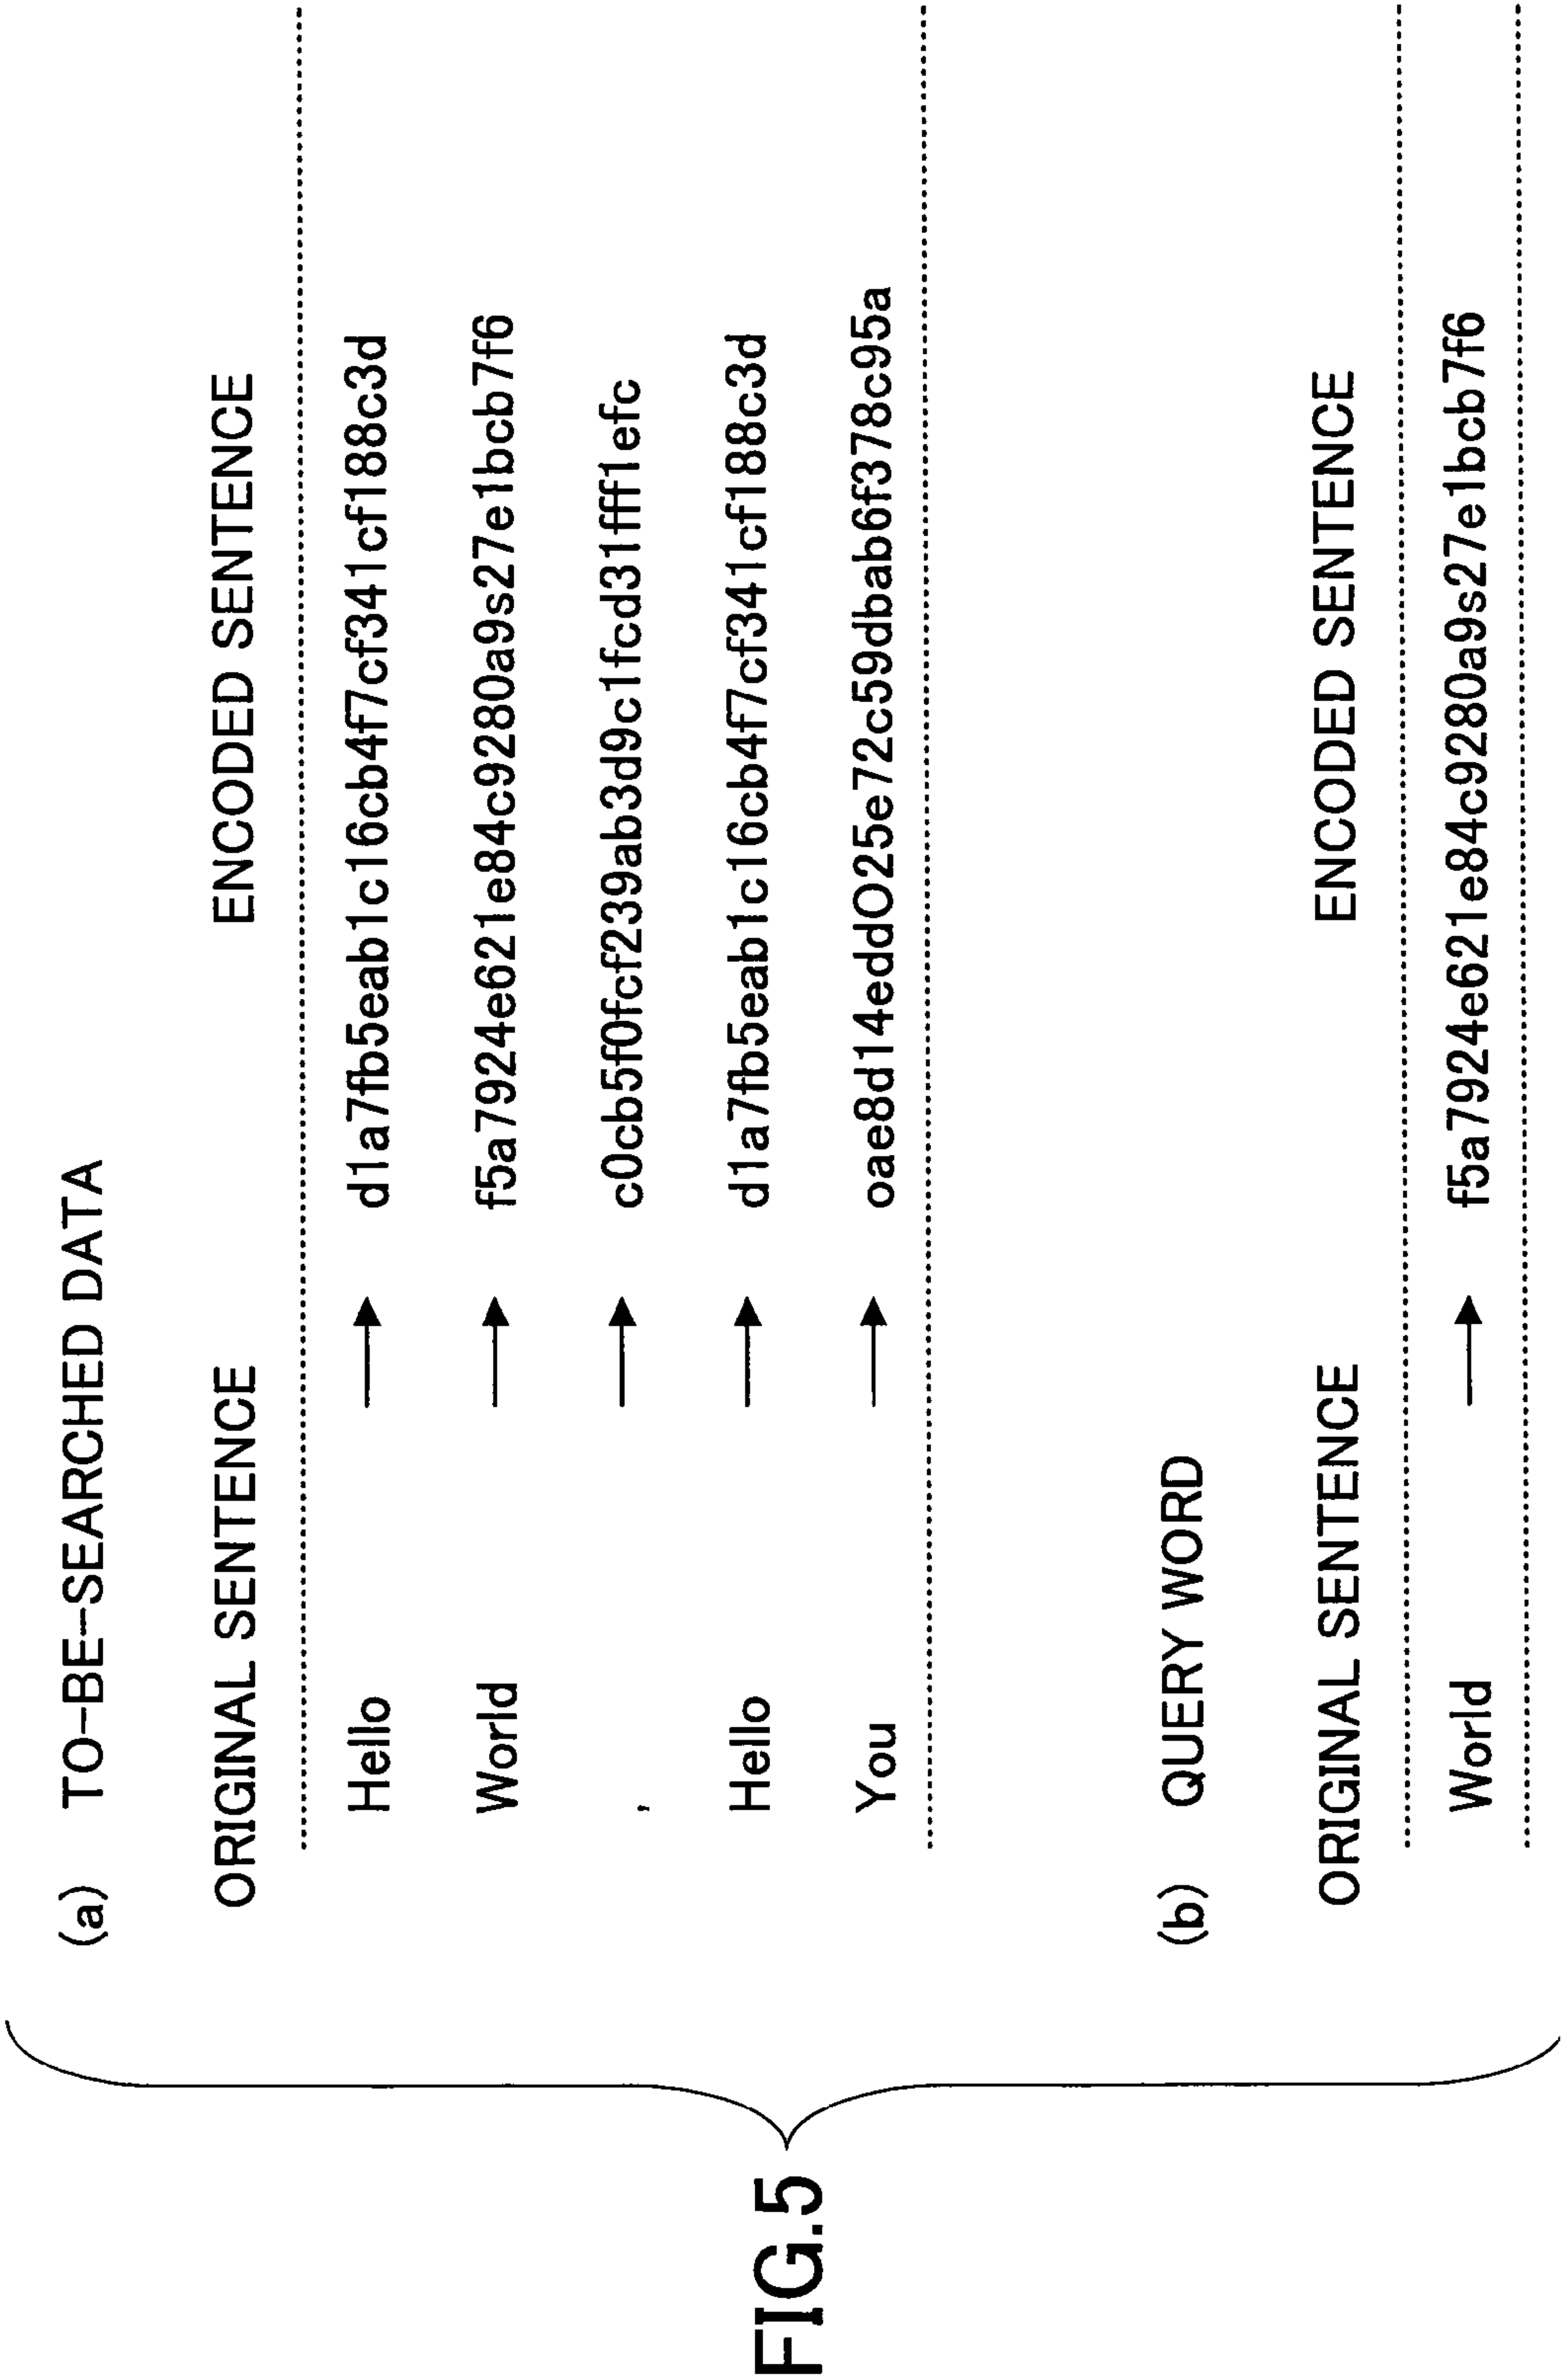 FIG.5
(a) TO-BE-SEARCHED DATA
ORIGINAL SENTENCE ENCODED SENTENCE
Hello → d1a7fb5eab1c16cb4f7cf341cf188c3d
World → f5a7924e621e84c9280a9s27e1bcb7f6
, → c0cb5f0fcf239ab3d9c1fcd31fff1efc
Hello → d1a7fb5eab1c16cb4f7cf341cf188c3d
You → oae8d14eddO25e72c59dbab6f378c95a
(b) QUERY WORD
ORIGINAL SENTENCE ENCODED SENTENCE
World → f5a7924e621e84c9280a9s27e1bcb7f6